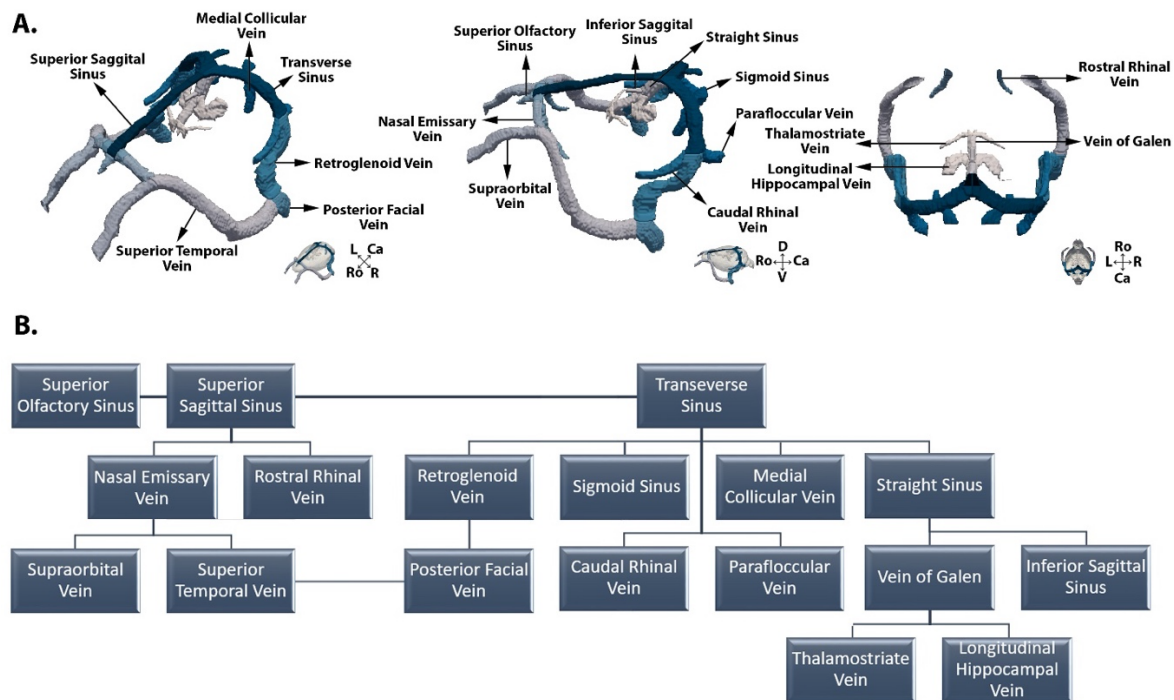 A.
Medial Collicular
Vein
Superior Saggital
Sinus
Transverse
Sinus
Retroglenoid Vein
Posterior Facial
Vein
Superior Temporal
Vein
L Ca
Ro R
Superior Olfactory
Sinus
Inferior Saggital
Sinus
Straight Sinus
Sigmoid Sinus
Parafloccular Vein
Nasal Emissary
Vein
Supraorbital
Vein
Caudal Rhinal
Vein
D
Ro Ca
V
Rostral Rhinal
Vein
Thalamostriate
Vein
Vein of Galen
Longitudinal
Hippocampal Vein
Ro
L R
Ca
B.
Superior
Olfactory Sinus
Superior
Sagittal Sinus
Transeverse
Sinus
Nasal Emissary
Vein
Rostral Rhinal
Vein
Retroglenoid
Vein
Sigmoid Sinus
Medial
Collicular Vein
Straight Sinus
Supraorbital
Vein
Superior
Temporal Vein
Posterior Facial
Vein
Caudal Rhinal
Vein
Parafloccular
Vein
Vein of Galen
Inferior Sagittal
Sinus
Thalamostriate
Vein
Longitudinal
Hippocampal
Vein